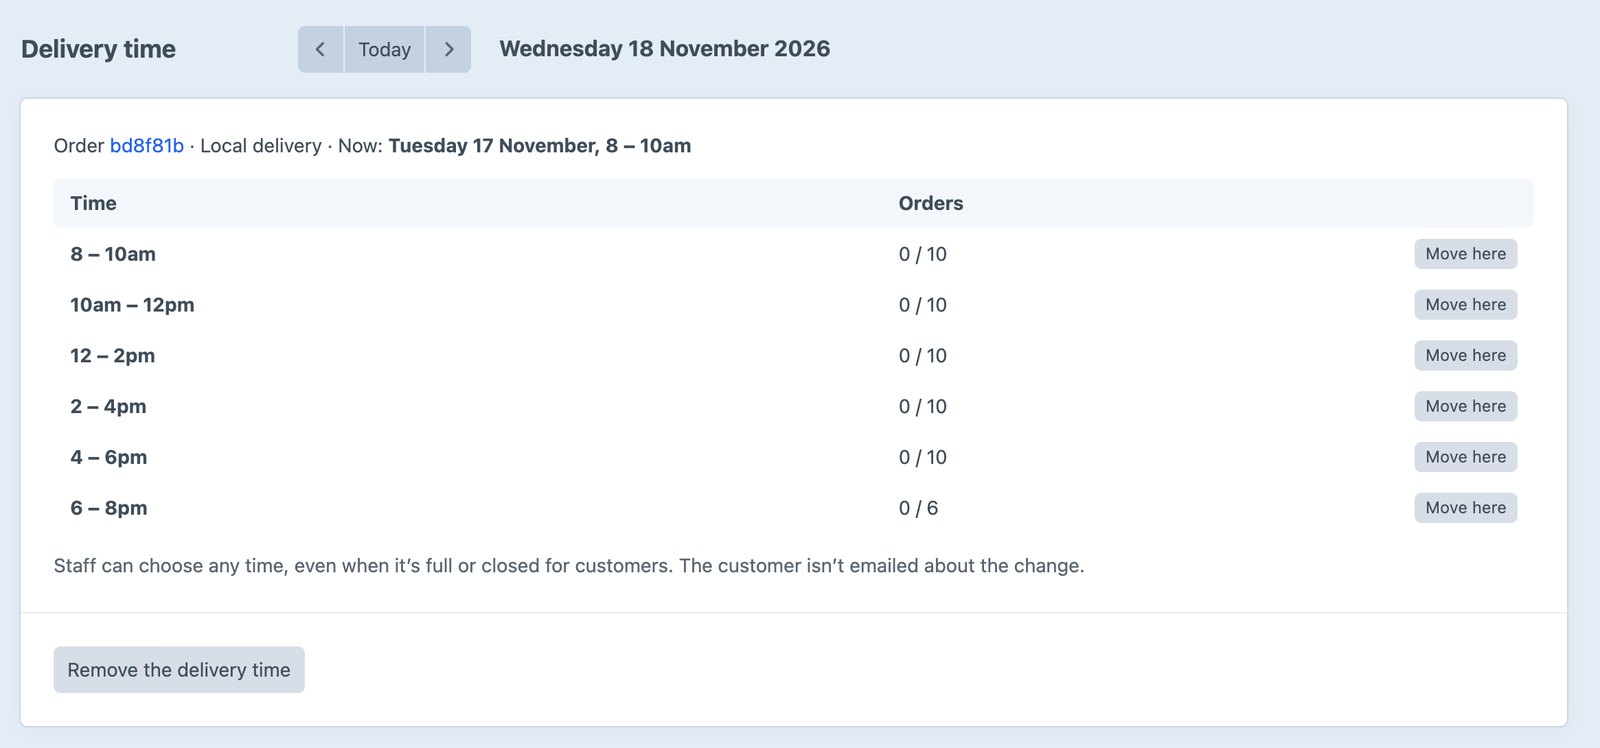 Delivery time
Today
Wednesday 18 November 2026
Order bd8f81b · Local delivery · Now: Tuesday 17 November, 8 – 10am
Time Orders
8 – 10am 0 / 10 Move here
10am – 12pm 0 / 10 Move here
12 – 2pm 0 / 10 Move here
2 – 4pm 0 / 10 Move here
4 – 6pm 0 / 10 Move here
6 – 8pm 0 / 6 Move here
Staff can choose any time, even when it’s full or closed for customers. The customer isn’t emailed about the change.
Remove the delivery time